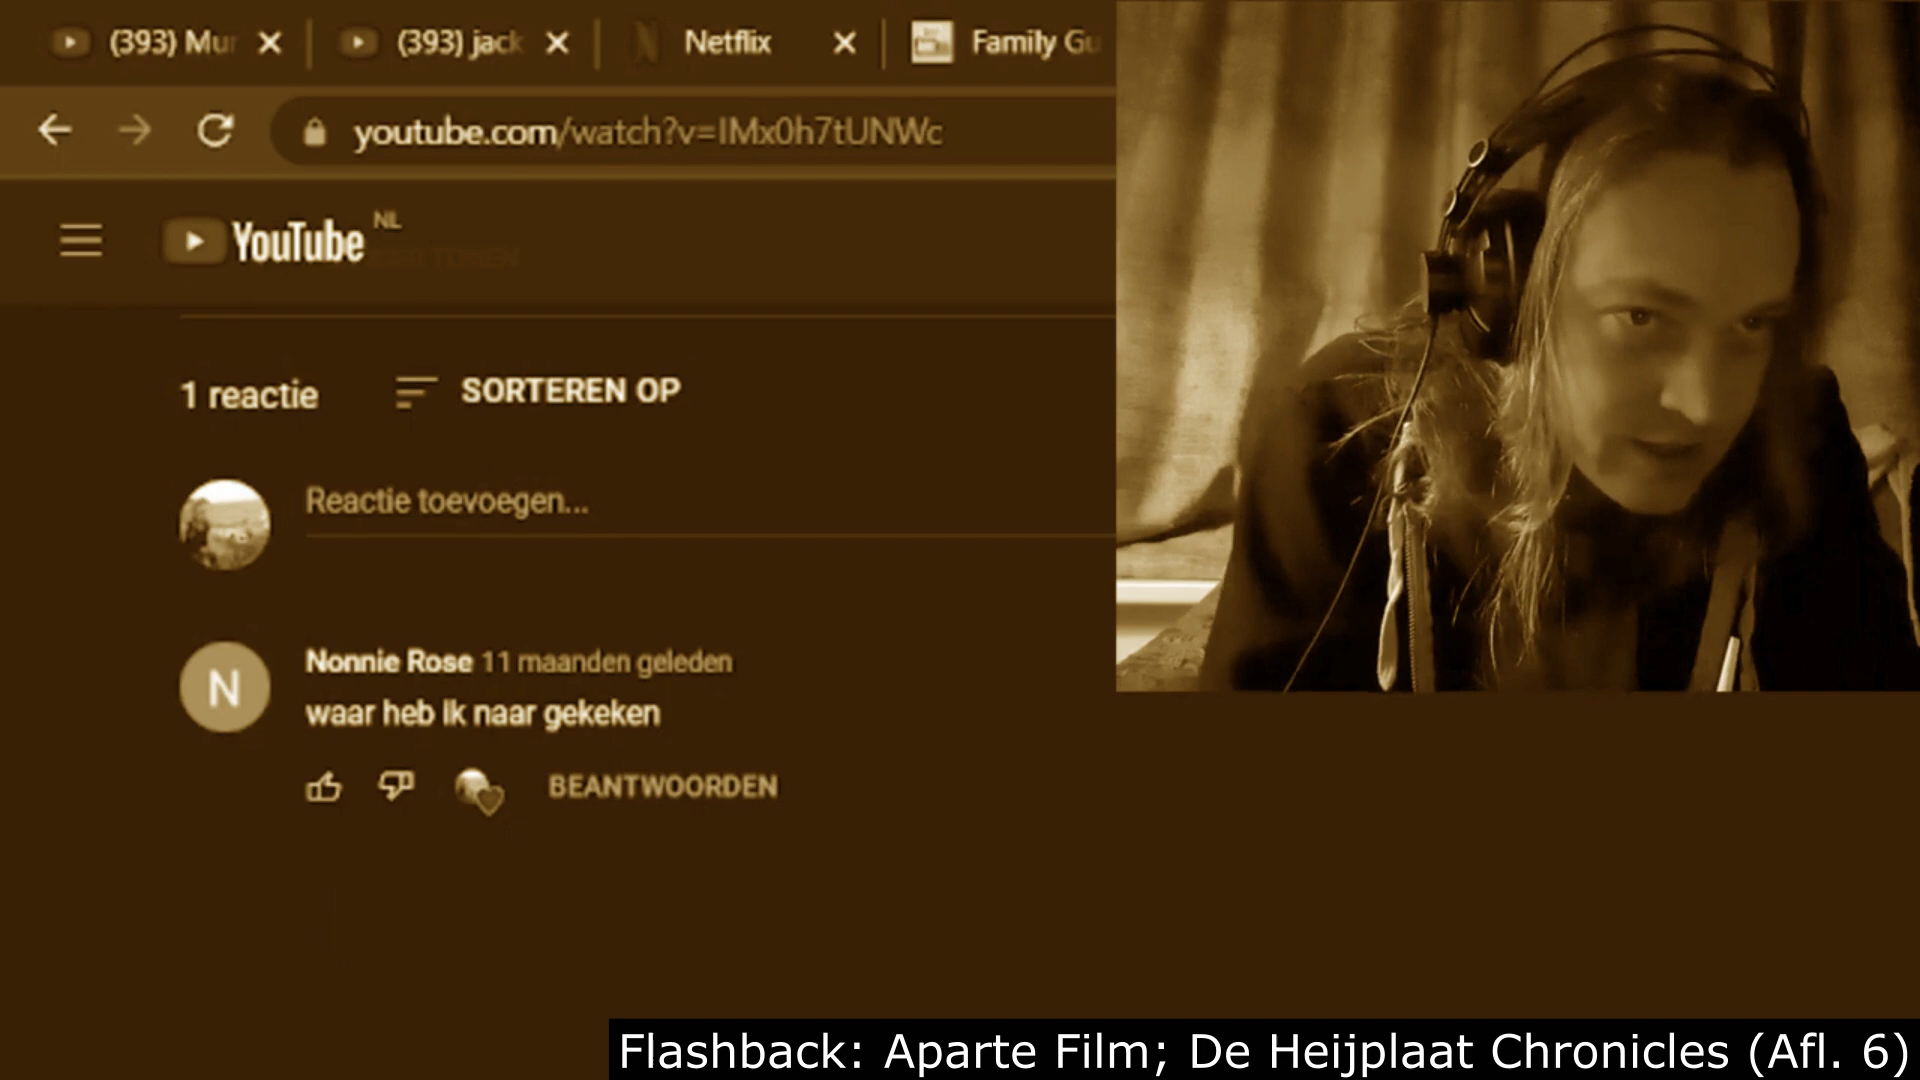 (393) Mur
(393) jack
Netflix
Family Gu
youtube.com/watch?v=IMx0h7tUNWc
YouTube NL
1 reactie
SORTEREN OP
Reactie toevoegen...
N
Nonnie Rose 11 maanden geleden
waar heb Ik naar gekeken
BEANTWOORDEN
Flashback: Aparte Film; De Heijplaat Chronicles (Afl. 6)